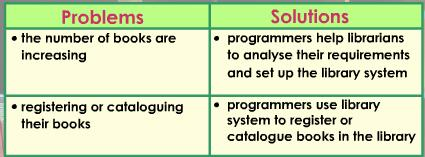 Problems
Solutions
• the number of books are
increasing
• programmers help librarians
to analyse their requirements
and set up the library system
• registering or cataloguing
their books
• programmers use library
system to register or
catalogue books in the library